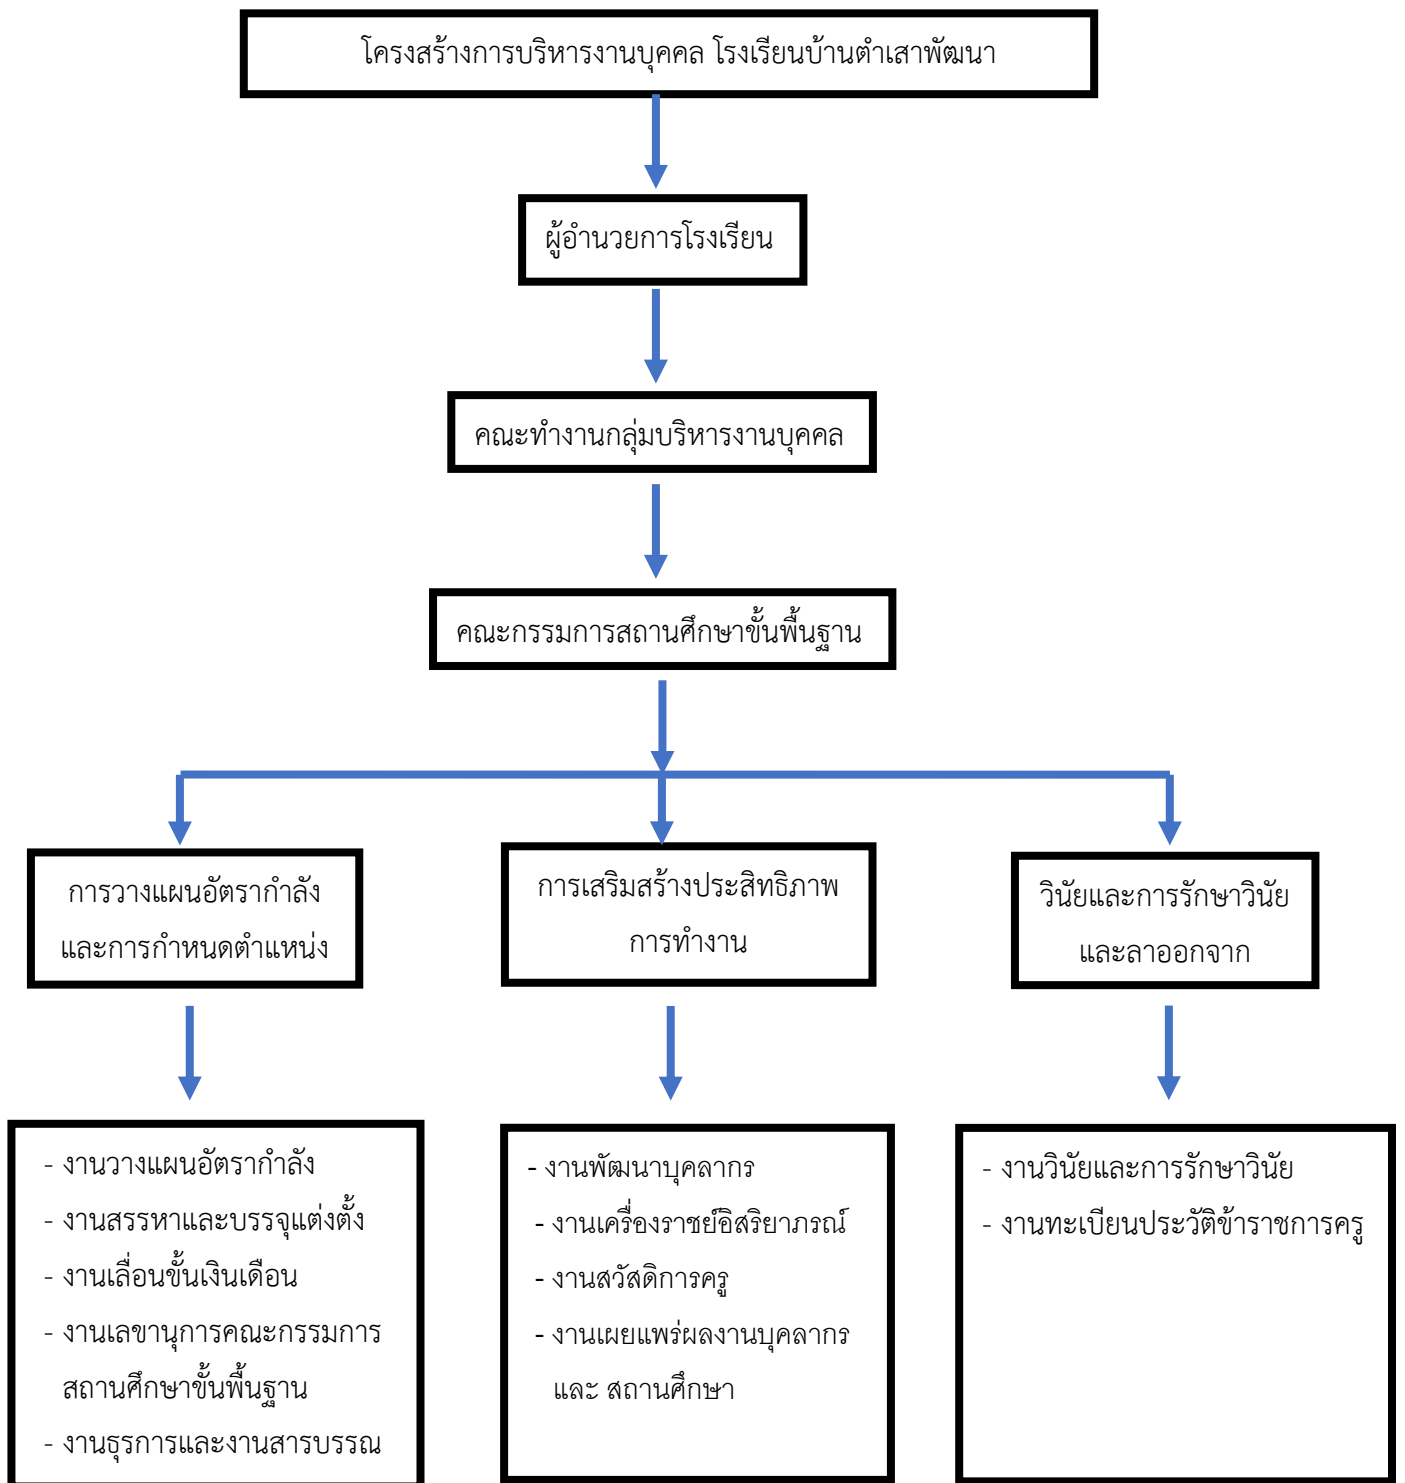 โครงสร้างการบริหารงานบุคคล โรงเรียนบ้านตำเสาพัฒนา
ผู้อำนวยการโรงเรียน
คณะทำงานกลุ่มบริหารงานบุคคล
คณะกรรมการสถานศึกษาขั้นพื้นฐาน
การวางแผนอัตรากำลัง
และการกำหนดตำแหน่ง
การเสริมสร้างประสิทธิภาพ
การทำงาน
วินัยและการรักษาวินัย
และลาออกจาก
- งานวางแผนอัตรากำลัง
- งานสรรหาและบรรจุแต่งตั้ง
- งานเลื่อนขั้นเงินเดือน
- งานเลขานุการคณะกรรมการ
สถานศึกษาขั้นพื้นฐาน
- งานธุรการและงานสารบรรณ
- งานพัฒนาบุคลากร
- งานเครื่องราชย์อิสริยาภรณ์
- งานสวัสดิการครู
- งานเผยแพร่ผลงานบุคลากร
และ สถานศึกษา
- งานวินัยและการรักษาวินัย
- งานทะเบียนประวัติข้าราชการครู